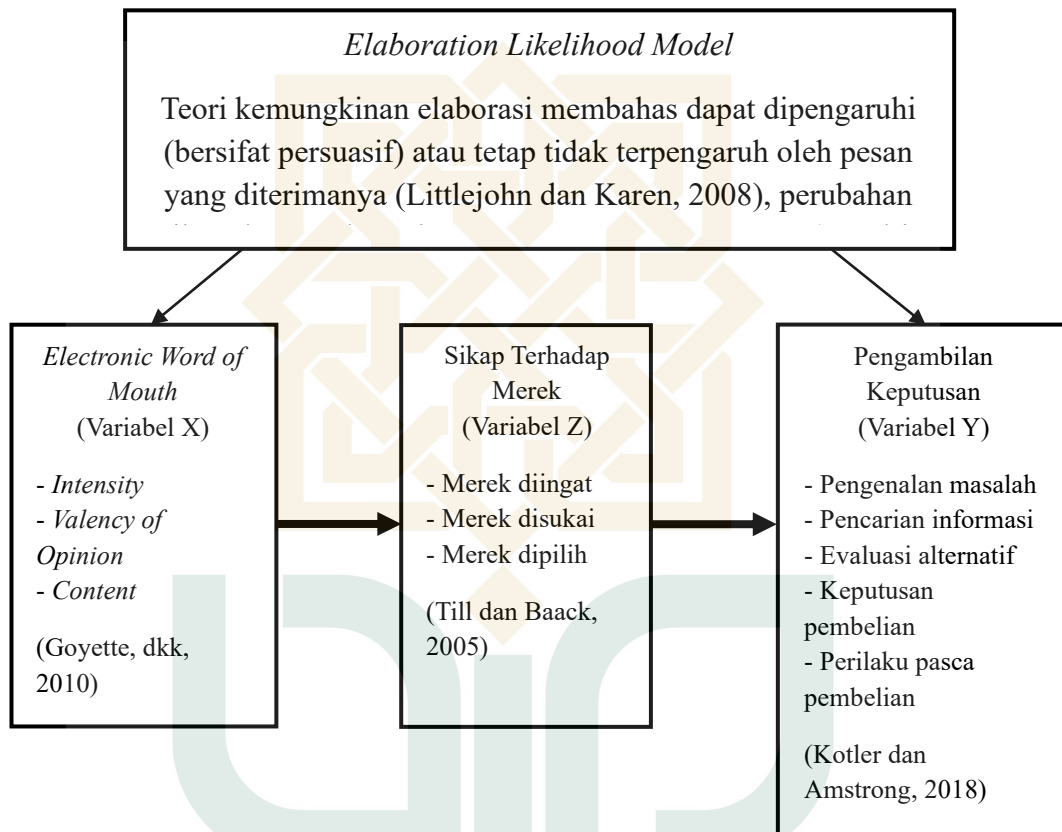 Elaboration Likelihood Model
Teori kemungkinan elaborasi membahas dapat dipengaruhi
(bersifat persuasif) atau tetap tidak terpengaruh oleh pesan
yang diterimanya (Littlejohn dan Karen, 2008), perubahan
Electronic Word of
Mouth
(Variabel X)
- Intensity
- Valency of
Opinion
- Content
(Goyette, dkk,
2010)
Sikap Terhadap
Merek
(Variabel Z)
- Merek diingat
- Merek disukai
- Merek dipilih
(Till dan Baack,
2005)
Pengambilan
Keputusan
(Variabel Y)
- Pengenalan masalah
- Pencarian informasi
- Evaluasi alternatif
- Keputusan
pembelian
- Perilaku pasca
pembelian
(Kotler dan
Amstrong, 2018)